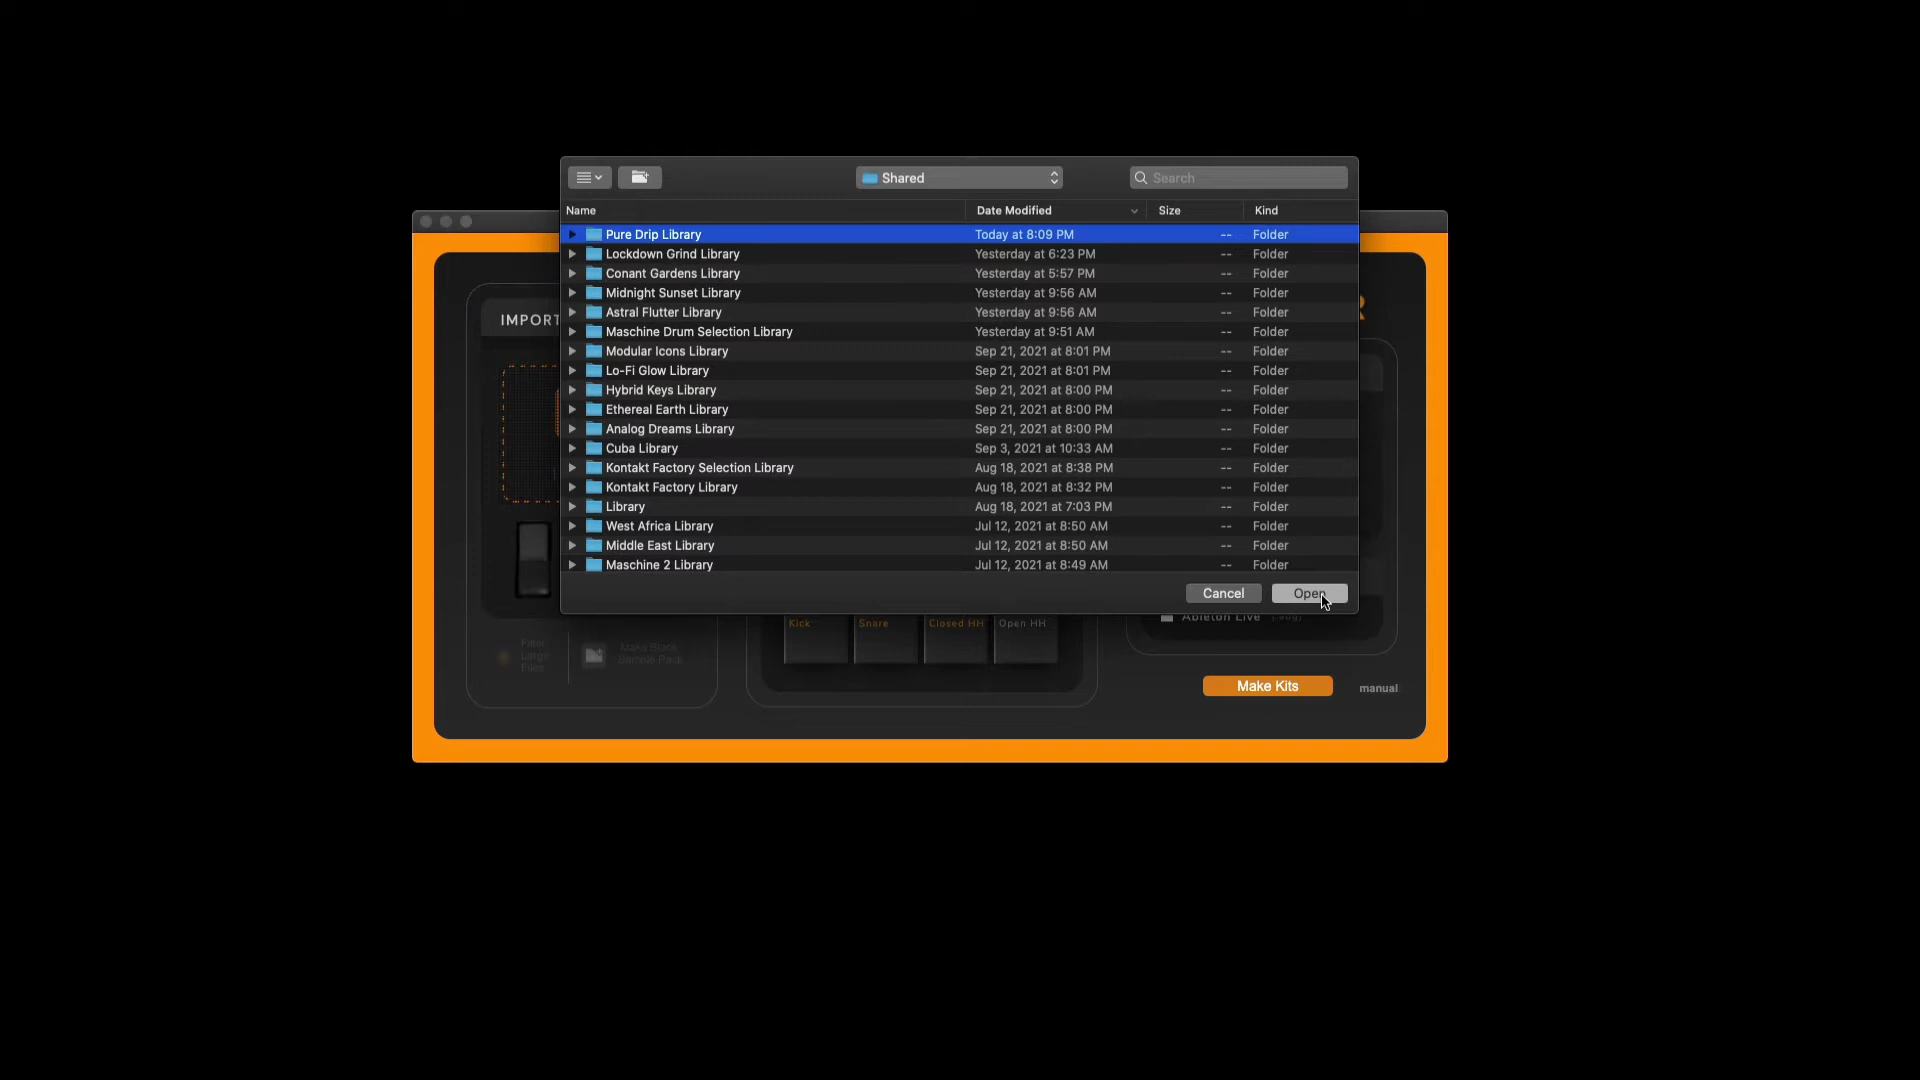 Shared
Search
Name Date Modified Size Kind
Pure Drip Library Today at 8:09 PM -- Folder
Lockdown Grind Library Yesterday at 6:23 PM -- Folder
Conant Gardens Library Yesterday at 5:57 PM -- Folder
Midnight Sunset Library Yesterday at 9:56 AM -- Folder
Astral Flutter Library Yesterday at 9:56 AM -- Folder
Maschine Drum Selection Library Yesterday at 9:51 AM -- Folder
Modular Icons Library Sep 21, 2021 at 8:01 PM -- Folder
Lo-Fi Glow Library Sep 21, 2021 at 8:01 PM -- Folder
Hybrid Keys Library Sep 21, 2021 at 8:00 PM -- Folder
Ethereal Earth Library Sep 21, 2021 at 8:00 PM -- Folder
Analog Dreams Library Sep 21, 2021 at 8:00 PM -- Folder
Cuba Library Sep 3, 2021 at 10:33 AM -- Folder
Kontakt Factory Selection Library Aug 18, 2021 at 8:38 PM -- Folder
Kontakt Factory Library Aug 18, 2021 at 8:32 PM -- Folder
Library Aug 18, 2021 at 7:03 PM -- Folder
West Africa Library Jul 12, 2021 at 8:50 AM -- Folder
Middle East Library Jul 12, 2021 at 8:50 AM -- Folder
Maschine 2 Library Jul 12, 2021 at 8:49 AM -- Folder
Cancel Open
IMPORT
Kick Snare Closed HH Open HH
Ableton Live
Filter
Large
Files
Make Blank
Sample Pack
Make Kits
manual